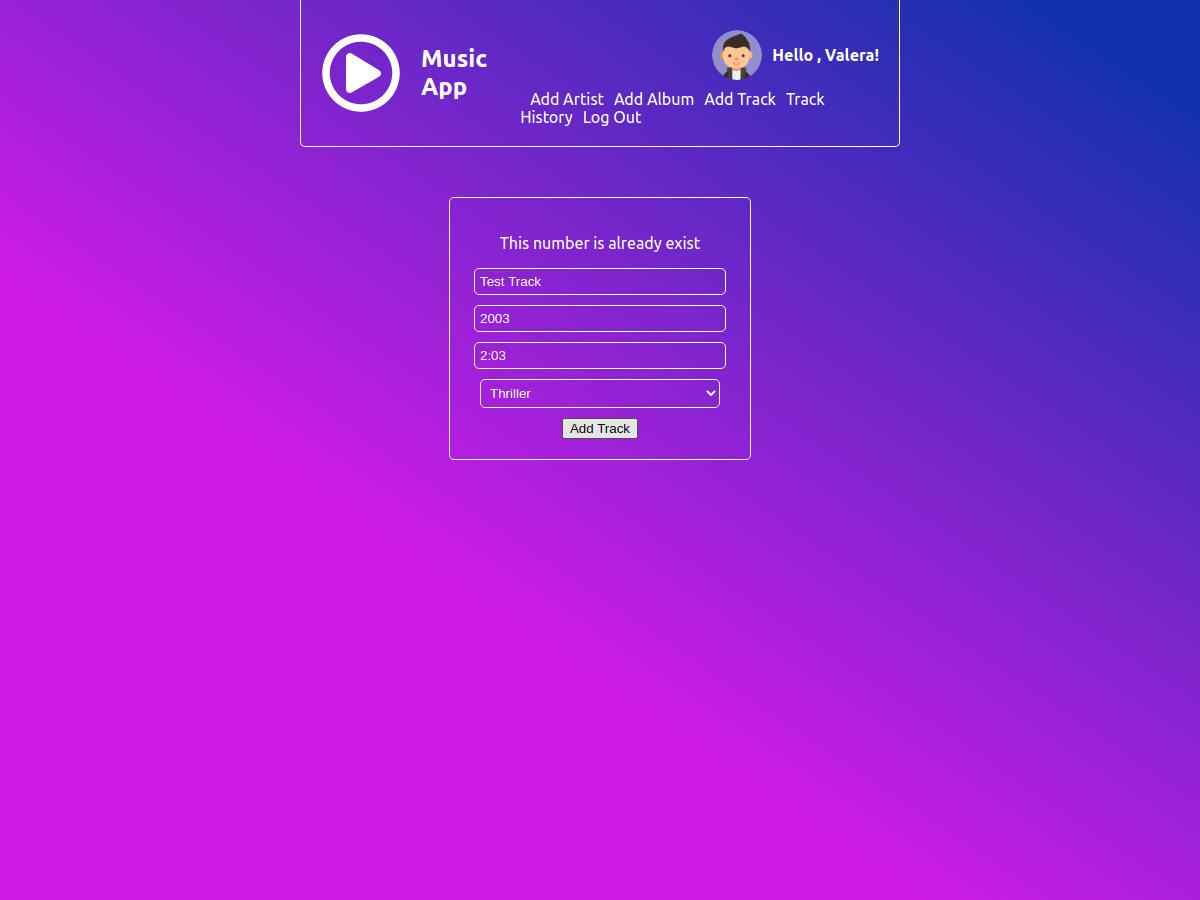 Music
App
Hello , Valera!
Add Artist Add Album Add Track Track
History Log Out
This number is already exist
Test Track
2003
2:03
Thriller
Add Track